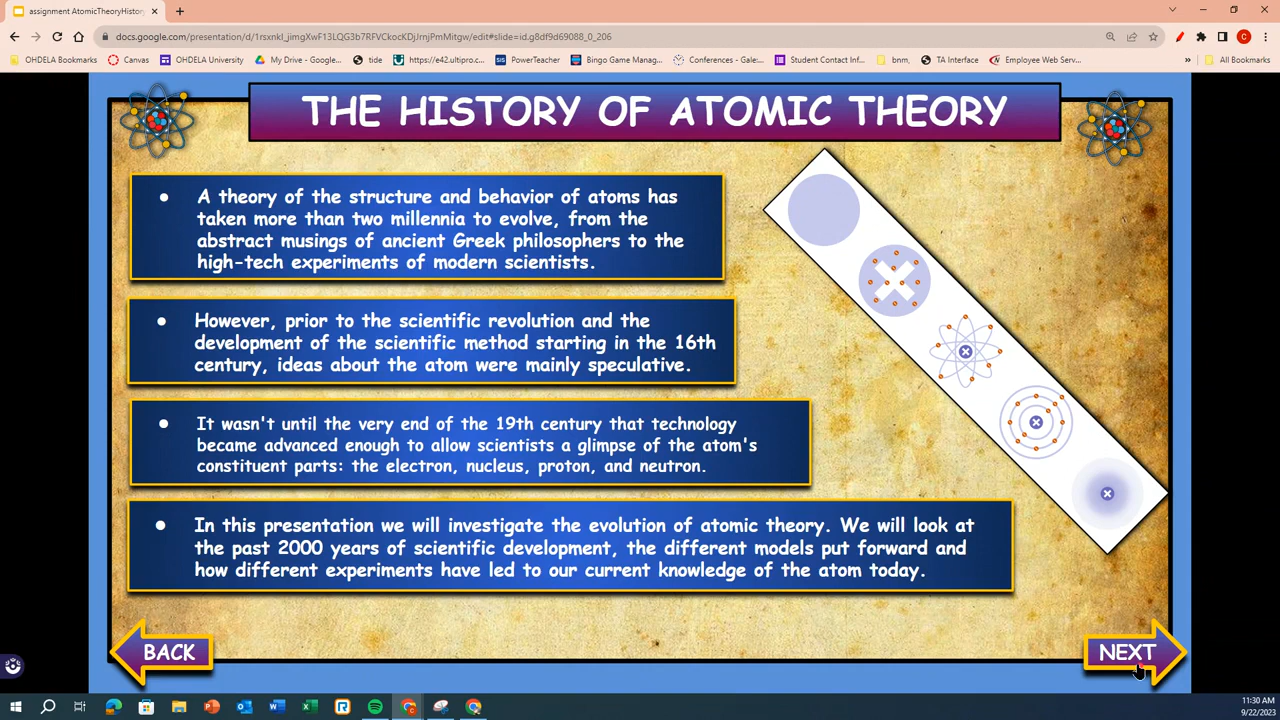 assignment AtomicTheoryHisto
docs.google.com/presentation/d/1rsxnkI_jimgXwF13LQG3b7RFVCkocKDjJrnjPmMitgw/edit#slide=id.g8df9d69088_0_206
OHDELA Bookmarks
Canvas
OHDELA University
My Drive - Google...
tide
https://e42.ultipro.c...
SIS
PowerTeacher
Bingo Game Manag...
Conferences - Gale:...
Student Contact Inf...
bnm,
TA Interface
Employee Web Serv...
»
All Bookmarks
THE HISTORY OF ATOMIC THEORY
● A theory of the structure and behavior of atoms has
taken more than two millennia to evolve, from the
abstract musings of ancient Greek philosophers to the
high-tech experiments of modern scientists.
● However, prior to the scientific revolution and the
development of the scientific method starting in the 16th
century, ideas about the atom were mainly speculative.
● It wasn't until the very end of the 19th century that technology
became advanced enough to allow scientists a glimpse of the atom's
constituent parts: the electron, nucleus, proton, and neutron.
● In this presentation we will investigate the evolution of atomic theory. We will look at
the past 2000 years of scientific development, the different models put forward and
how different experiments have led to our current knowledge of the atom today.
BACK
NEXT
11:30 AM
9/22/2023